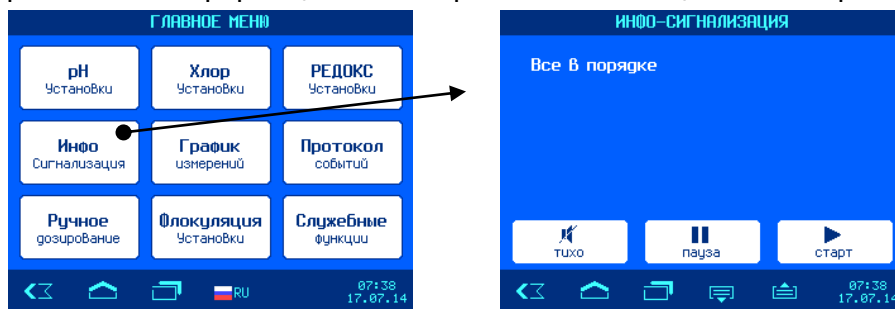 ГЛАВНОЕ МЕНЮ
рН
Установки
Хлор
Установки
РЕДОКС
Установки
Инфо
Сигнализация
График
измерений
Протокол
событий
Ручное
дозирование
Флокуляция
Установки
Служебные
функции
RU
07:38
17.07.14
ИНФО-СИГНАЛИЗАЦИЯ
Все в порядке
тихо
пауза
старт
07:38
17.07.14